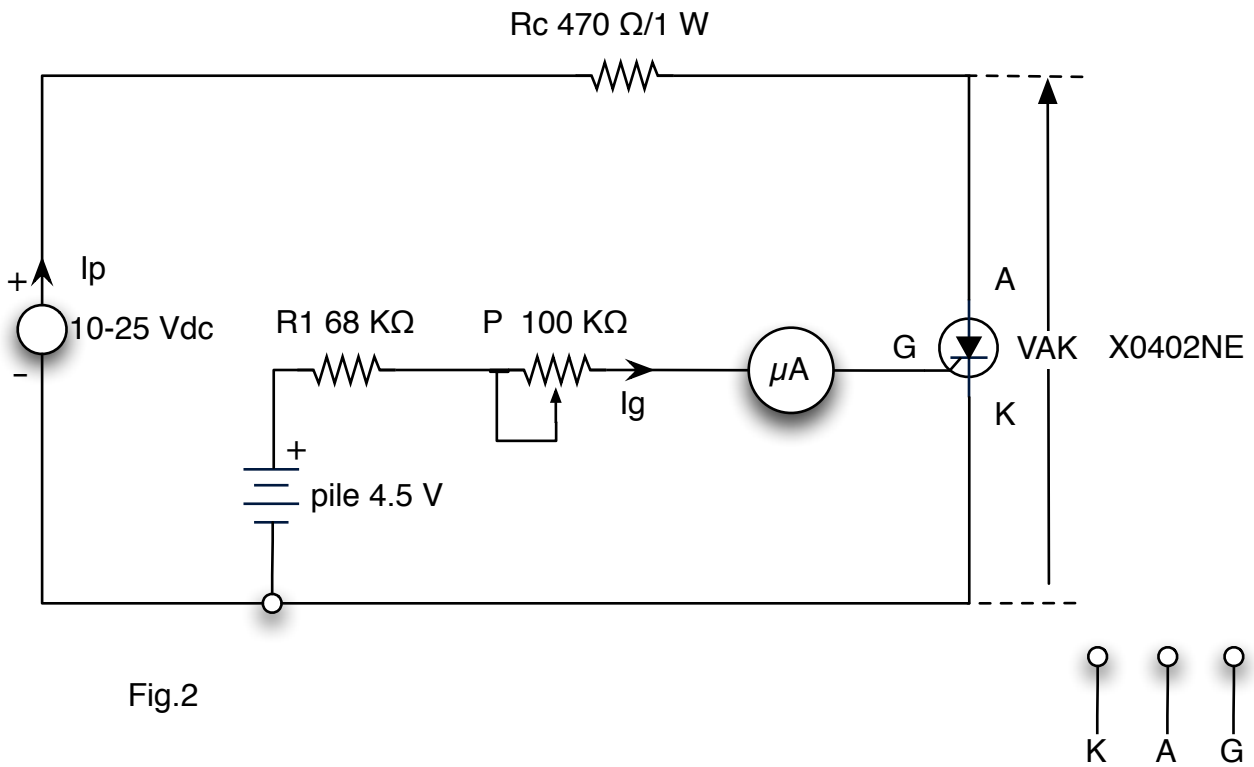 Rc 470 Ω/1 W
+
Ip
10-25 Vdc
−
R1 68 KΩ
P 100 KΩ
Ig
µA
G
A
K
VAK
X0402NE
+
pile 4.5 V
Fig.2
K A G